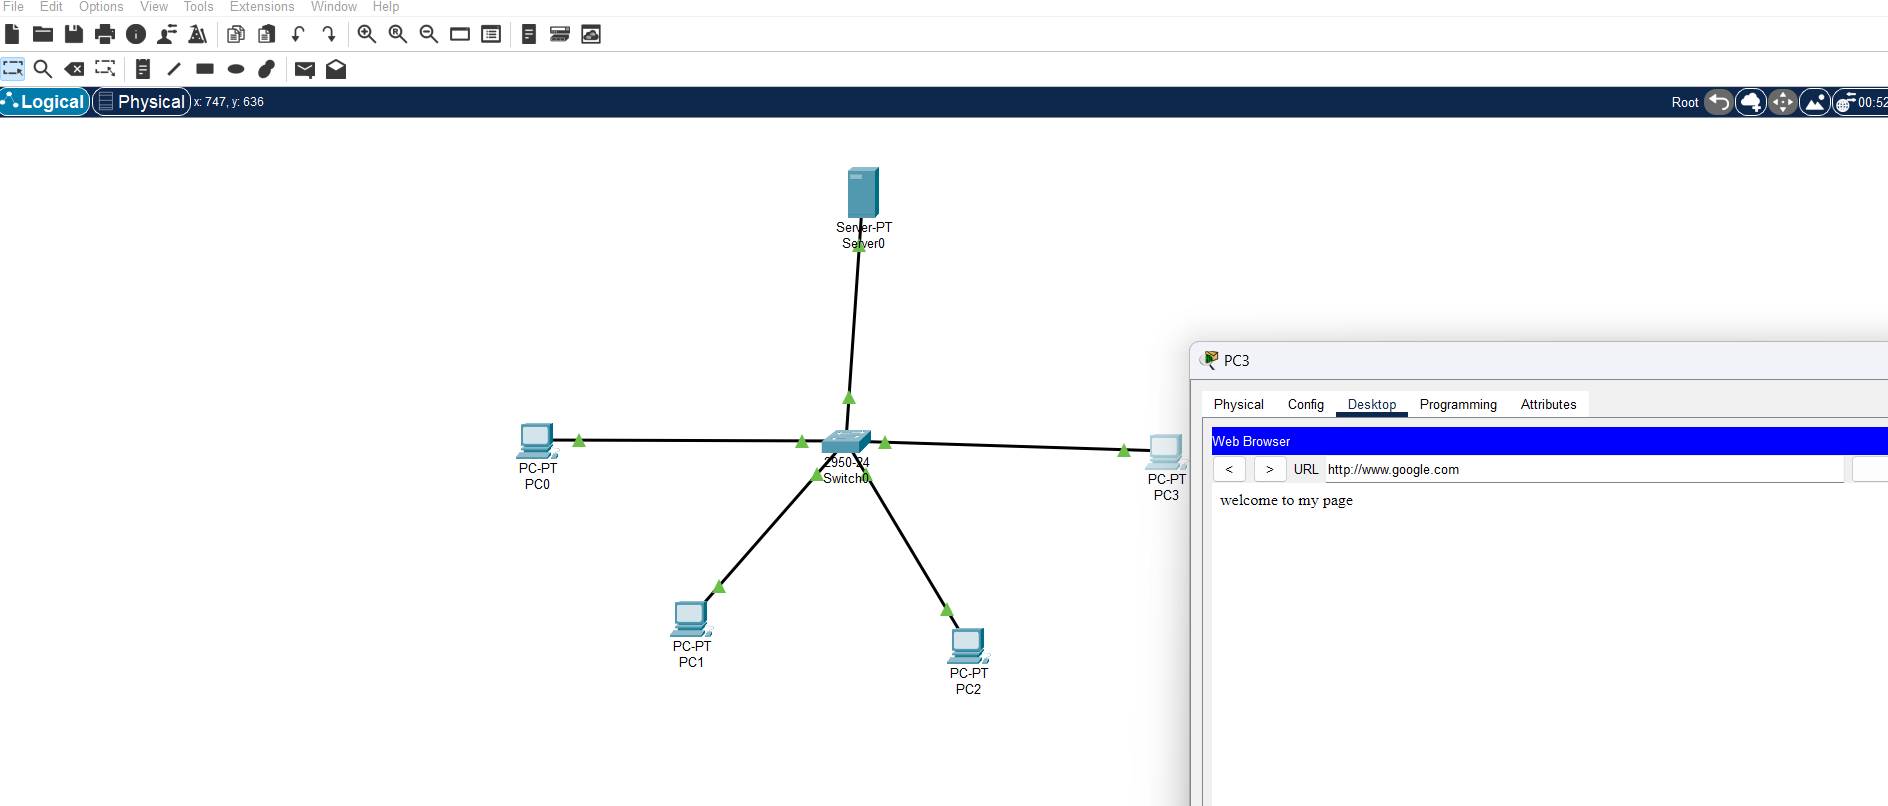 File Edit Options View Tools Extensions Window Help
Logical Physical x: 747, y: 636 Root 00:52
Server-PT
Server0
PC3
Physical Config Desktop Programming Attributes
PC-PT
PC0
2950-24
Switch0
PC-PT
PC3
Web Browser
< > URL http://www.google.com
welcome to my page
PC-PT
PC1
PC-PT
PC2